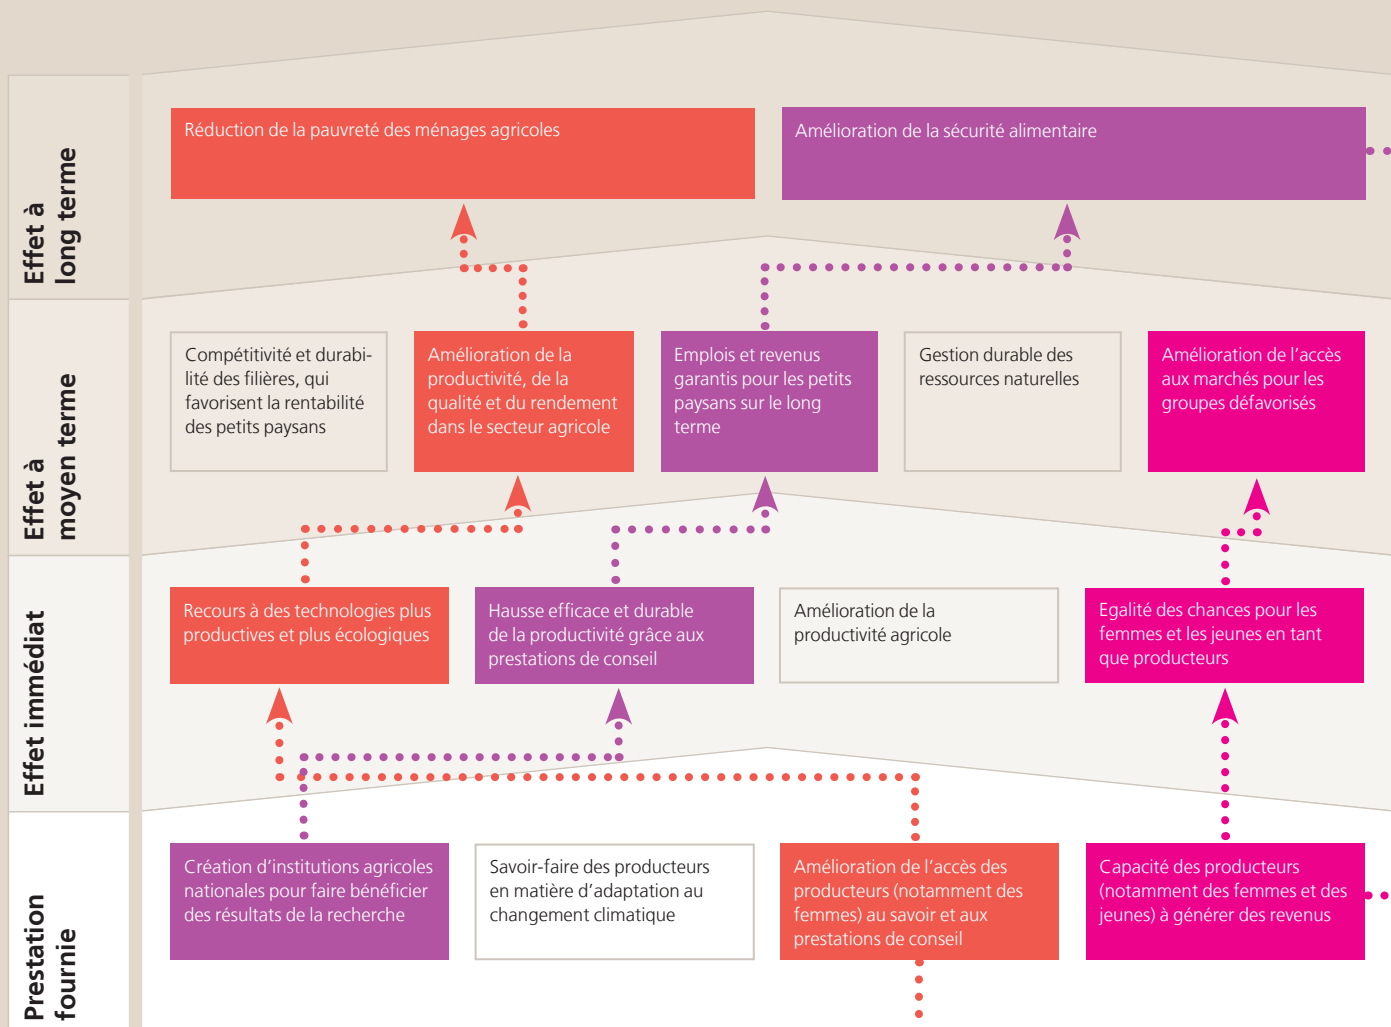 Effet à
long terme
Réduction de la pauvreté des ménages agricoles
Amélioration de la sécurité alimentaire
Effet à
moyen terme
Compétitivité et durabi-
lité des filières, qui
favorisent la rentabilité
des petits paysans
Amélioration de la
productivité, de la
qualité et du rendement
dans le secteur agricole
Emplois et revenus
garantis pour les petits
paysans sur le long
terme
Gestion durable des
ressources naturelles
Amélioration de l’accès
aux marchés pour les
groupes défavorisés
Effet immédiat
Recours à des technologies plus
productives et plus écologiques
Hausse efficace et durable
de la productivité grâce aux
prestations de conseil
Amélioration de la
productivité agricole
Egalité des chances pour les
femmes et les jeunes en tant
que producteurs
Prestation
fournie
Création d’institutions agricoles
nationales pour faire bénéficier
des résultats de la recherche
Savoir-faire des producteurs
en matière d’adaptation au
changement climatique
Amélioration de l’accès des
producteurs (notamment des
femmes) au savoir et aux
prestations de conseil
Capacité des producteurs
(notamment des femmes et des
jeunes) à générer des revenus